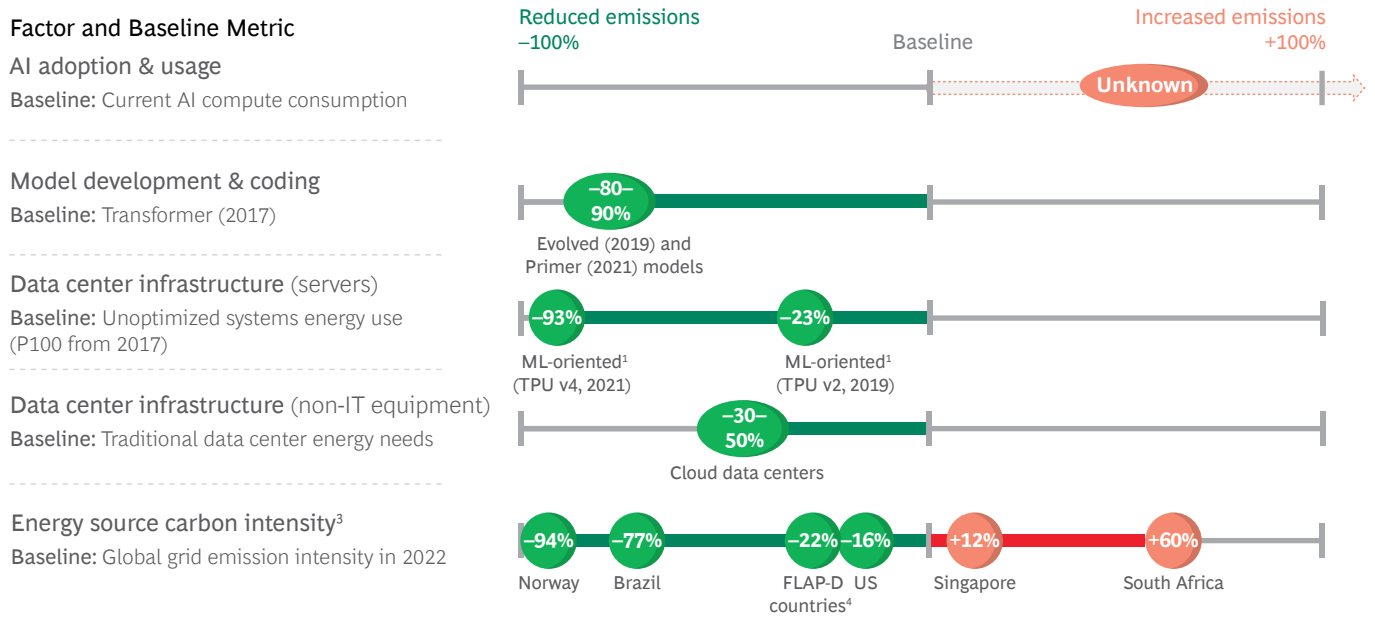 Factor and Baseline Metric
Reduced emissions
–100%
Baseline
Increased emissions
+100%
AI adoption & usage
Baseline: Current AI compute consumption
Unknown
Model development & coding
Baseline: Transformer (2017)
–80–
90%
Evolved (2019) and
Primer (2021) models
Data center infrastructure (servers)
Baseline: Unoptimized systems energy use
(P100 from 2017)
–93%
–23%
ML-oriented¹
(TPU v4, 2021)
ML-oriented¹
(TPU v2, 2019)
Data center infrastructure (non-IT equipment)
Baseline: Traditional data center energy needs
–30–
50%
Cloud data centers
Energy source carbon intensity³
Baseline: Global grid emission intensity in 2022
–94%
–77%
–22%
–16%
+12%
+60%
Norway
Brazil
FLAP-D
countries⁴
US
Singapore
South Africa